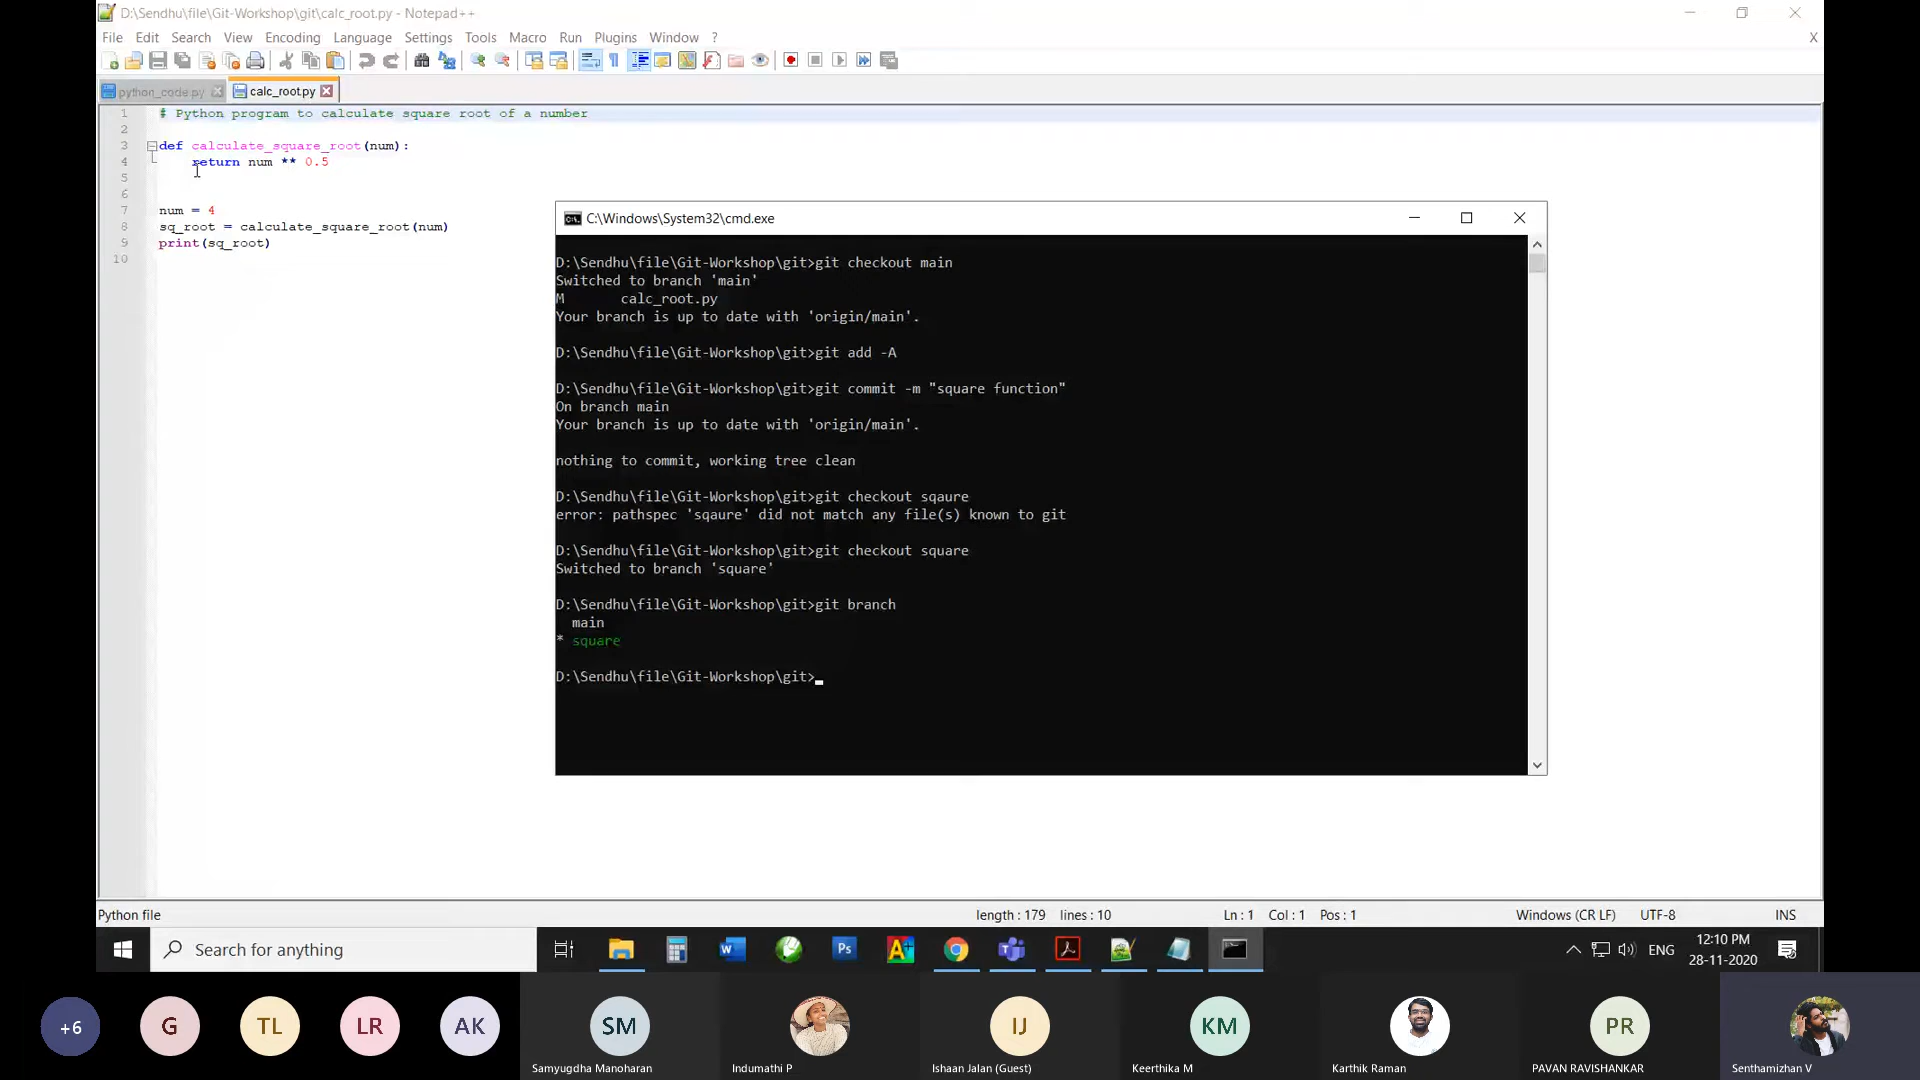 D:\Sendhu\file\Git-Workshop\git\calc_root.py - Notepad++
File Edit Search View Encoding Language Settings Tools Macro Run Plugins Window ? X
python_code.py calc_root.py
1 # Python program to calculate square root of a number
2
3 def calculate_square_root(num):
4 return num ** 0.5
5
6
7 num = 4
8 sq_root = calculate_square_root(num)
9 print(sq_root)
10
C:\Windows\System32\cmd.exe
D:\Sendhu\file\Git-Workshop\git>git checkout main
Switched to branch 'main'
M calc_root.py
Your branch is up to date with 'origin/main'.
D:\Sendhu\file\Git-Workshop\git>git add -A
D:\Sendhu\file\Git-Workshop\git>git commit -m "square function"
On branch main
Your branch is up to date with 'origin/main'.
nothing to commit, working tree clean
D:\Sendhu\file\Git-Workshop\git>git checkout sqaure
error: pathspec 'sqaure' did not match any file(s) known to git
D:\Sendhu\file\Git-Workshop\git>git checkout square
Switched to branch 'square'
D:\Sendhu\file\Git-Workshop\git>git branch
main
* square
D:\Sendhu\file\Git-Workshop\git>
Python file length : 179 lines : 10 Ln : 1 Col : 1 Pos : 1 Windows (CR LF) UTF-8 INS
Search for anything
ENG
12:10 PM
28-11-2020
+6 G TL LR AK SM IJ KM PR
Samyugdha Manoharan Indumathi P Ishaan Jalan (Guest) Keerthika M Karthik Raman PAVAN RAVISHANKAR Senthamizhan V